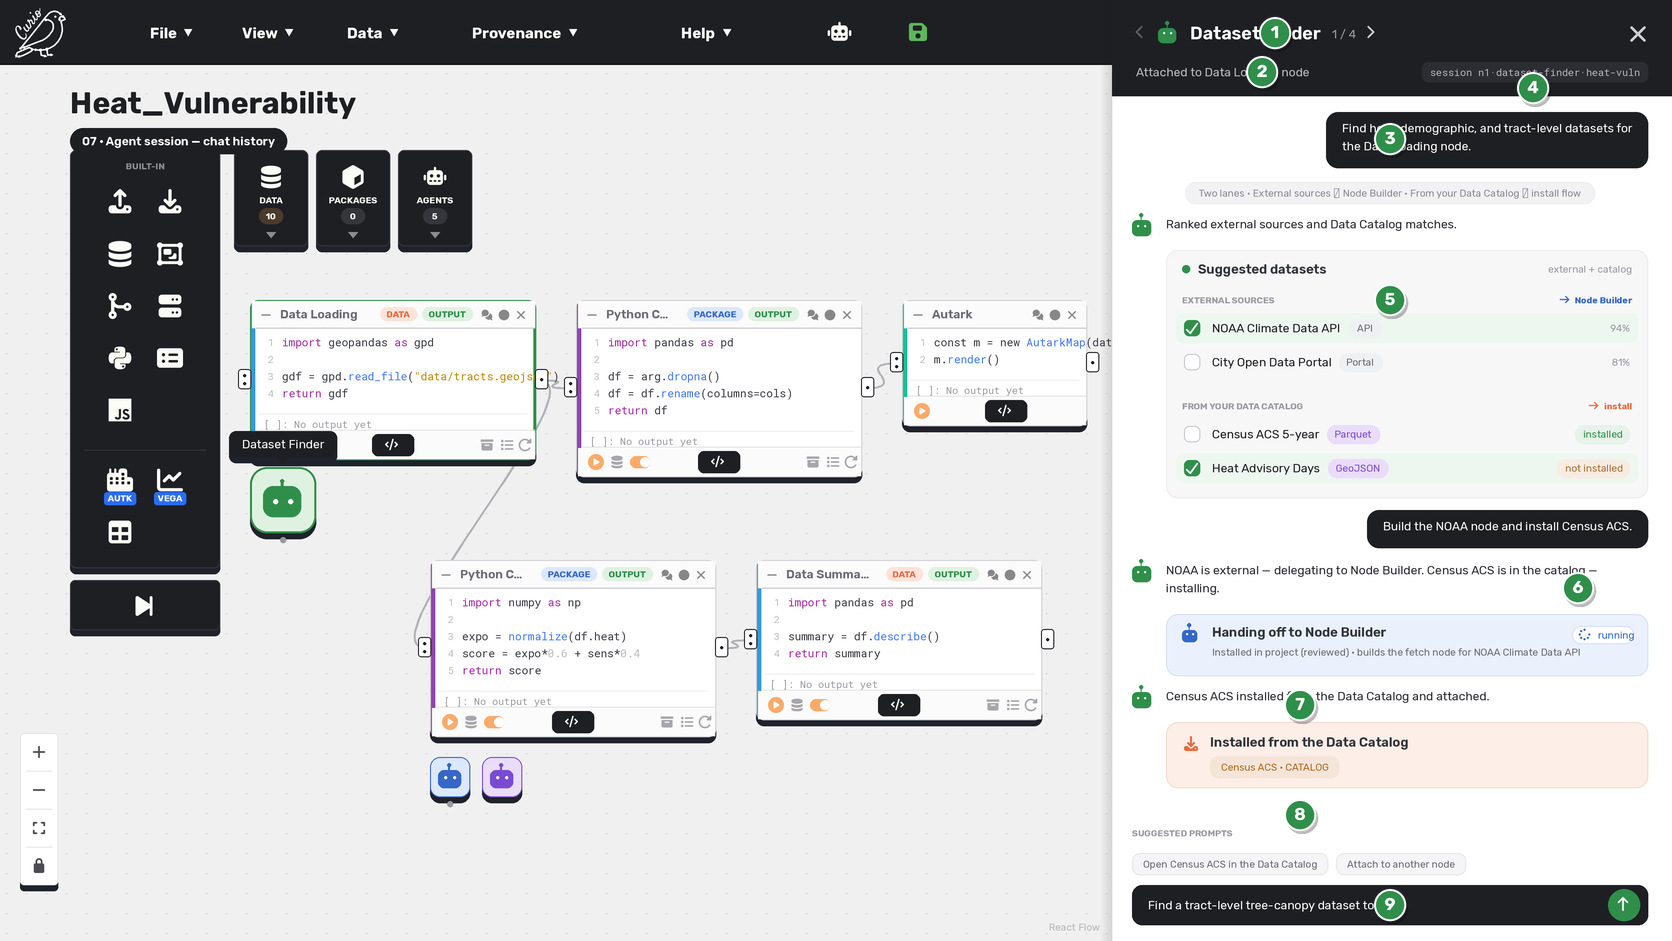 Curio
File ▼
View ▼
Data ▼
Provenance ▼
Help ▼
Heat_Vulnerability
07 • Agent session — chat history
BUILT-IN
AUTK
VEGA
DATA
10
PACKAGES
0
AGENTS
5
Data Loading
DATA
OUTPUT
1 import geopandas as gpd
2
3 gdf = gpd.read_file("data/tracts.geojs")
4 return gdf
[ ]: No output yet
</>
Dataset Finder
Python C...
PACKAGE
OUTPUT
1 import pandas as pd
2
3 df = arg.dropna()
4 df = df.rename(columns=cols)
5 return df
[ ]: No output yet
</>
Autark
1 const m = new AutarkMap(dat
2 m.render()
[ ]: No output yet
</>
Python C...
PACKAGE
OUTPUT
1 import numpy as np
2
3 expo = normalize(df.heat)
4 score = expo*0.6 + sens*0.4
5 return score
[ ]: No output yet
</>
Data Summa...
DATA
OUTPUT
1 import pandas as pd
2
3 summary = df.describe()
4 return summary
[ ]: No output yet
</>
React Flow
Dataset
1
der
1 / 4
Attached to Data Lo
2
node
session n1·dataset-finder·heat-vuln
4
Find h
demographic, and tract-level datasets for
3
the Da
ading node.
Two lanes • External sources ▯ Node Builder • From your Data Catalog ▯ install flow
Ranked external sources and Data Catalog matches.
Suggested datasets
external + catalog
EXTERNAL SOURCES
5
→ Node Builder
NOAA Climate Data API
API
94%
City Open Data Portal
Portal
81%
FROM YOUR DATA CATALOG
→ install
Census ACS 5-year
Parquet
installed
Heat Advisory Days
GeoJSON
not installed
Build the NOAA node and install Census ACS.
NOAA is external — delegating to Node Builder. Census ACS is in the catalog —
installing.
6
Handing off to Node Builder
running
Installed in project (reviewed) • builds the fetch node for NOAA Climate Data API
Census ACS installed
7
the Data Catalog and attached.
Installed from the Data Catalog
Census ACS • CATALOG
8
SUGGESTED PROMPTS
Open Census ACS in the Data Catalog
Attach to another node
Find a tract-level tree-canopy dataset to
9